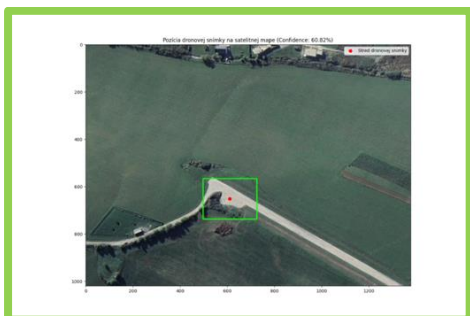 Pozícia dronovej snímky na satelitnej mape (Confidence: 60.82%)
Stred dronovej snímky
0
200
400
600
800
1000
0 200 400 600 800 1000 1200